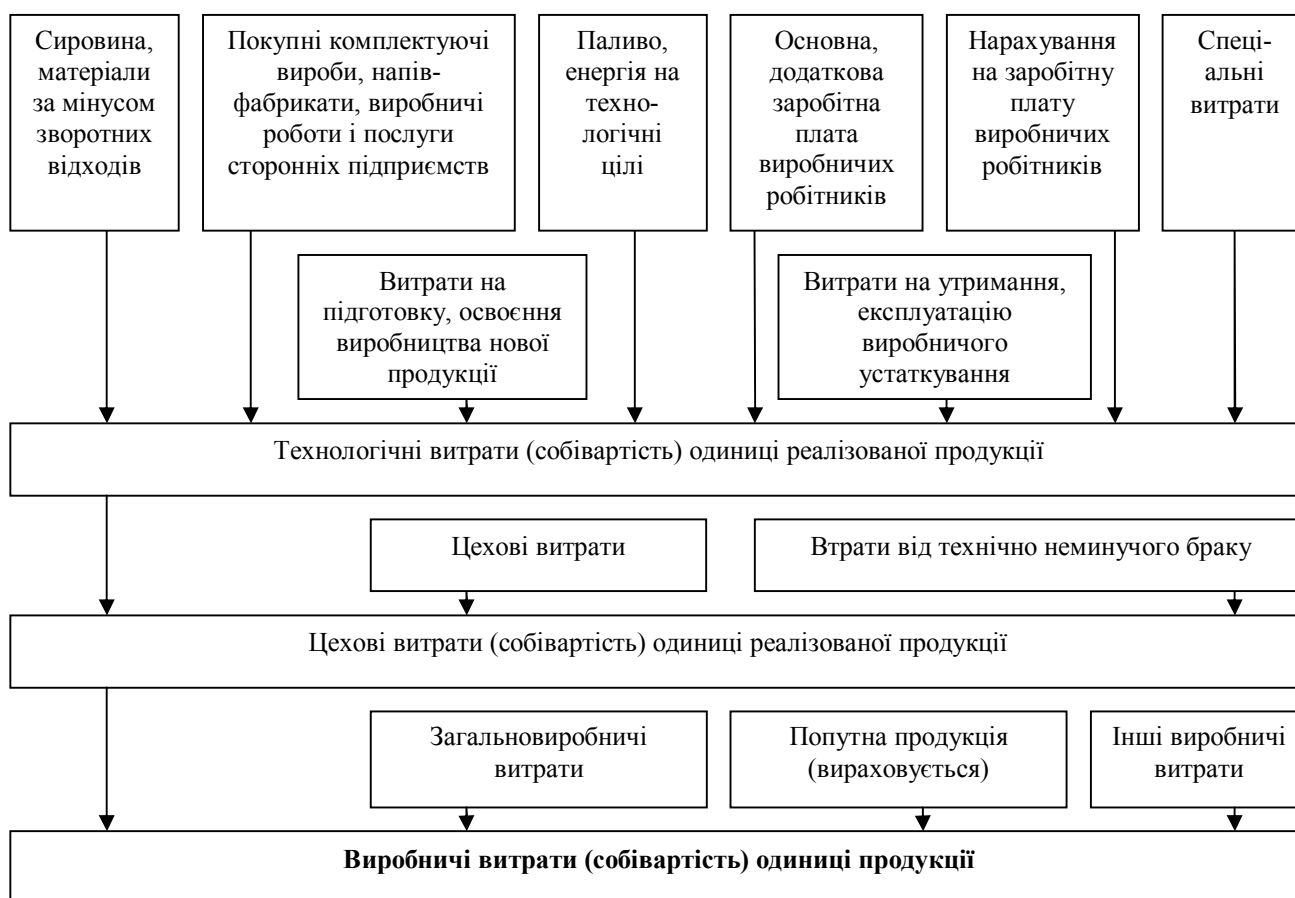 Сировина,
матеріали
за мінусом
зворотних
відходів
Покупні комплектуючі
вироби, напів-
фабрикати, виробничі
роботи і послуги
сторонніх підприємств
Паливо,
енергія на
техно-
логічні
цілі
Основна,
додаткова
заробітна
плата
виробничих
робітників
Нарахування
на заробітну
плату
виробничих
робітників
Спеці-
альні
витрати
Витрати на
підготовку, освоєння
виробництва нової
продукції
Витрати на утримання,
експлуатацію
виробничого
устаткування
Технологічні витрати (собівартість) одиниці реалізованої продукції
Цехові витрати
Втрати від технічно неминучого браку
Цехові витрати (собівартість) одиниці реалізованої продукції
Загальновиробничі
витрати
Попутна продукція
(вираховується)
Інші виробничі
витрати
Виробничі витрати (собівартість) одиниці продукції